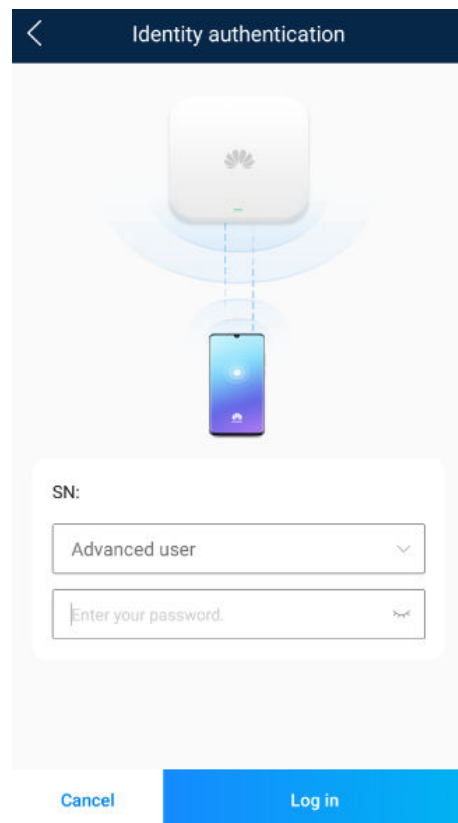 Identity authentication
SN:
Advanced user
Enter your password.
Cancel
Log in